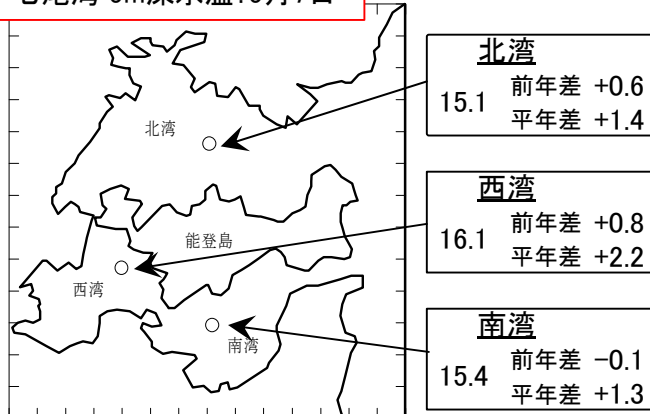 北湾
15.1
前年差 +0.6
平年差 +1.4
西湾
16.1
前年差 +0.8
平年差 +2.2
南湾
15.4
前年差 -0.1
平年差 +1.3
北湾
能登島
西湾
南湾